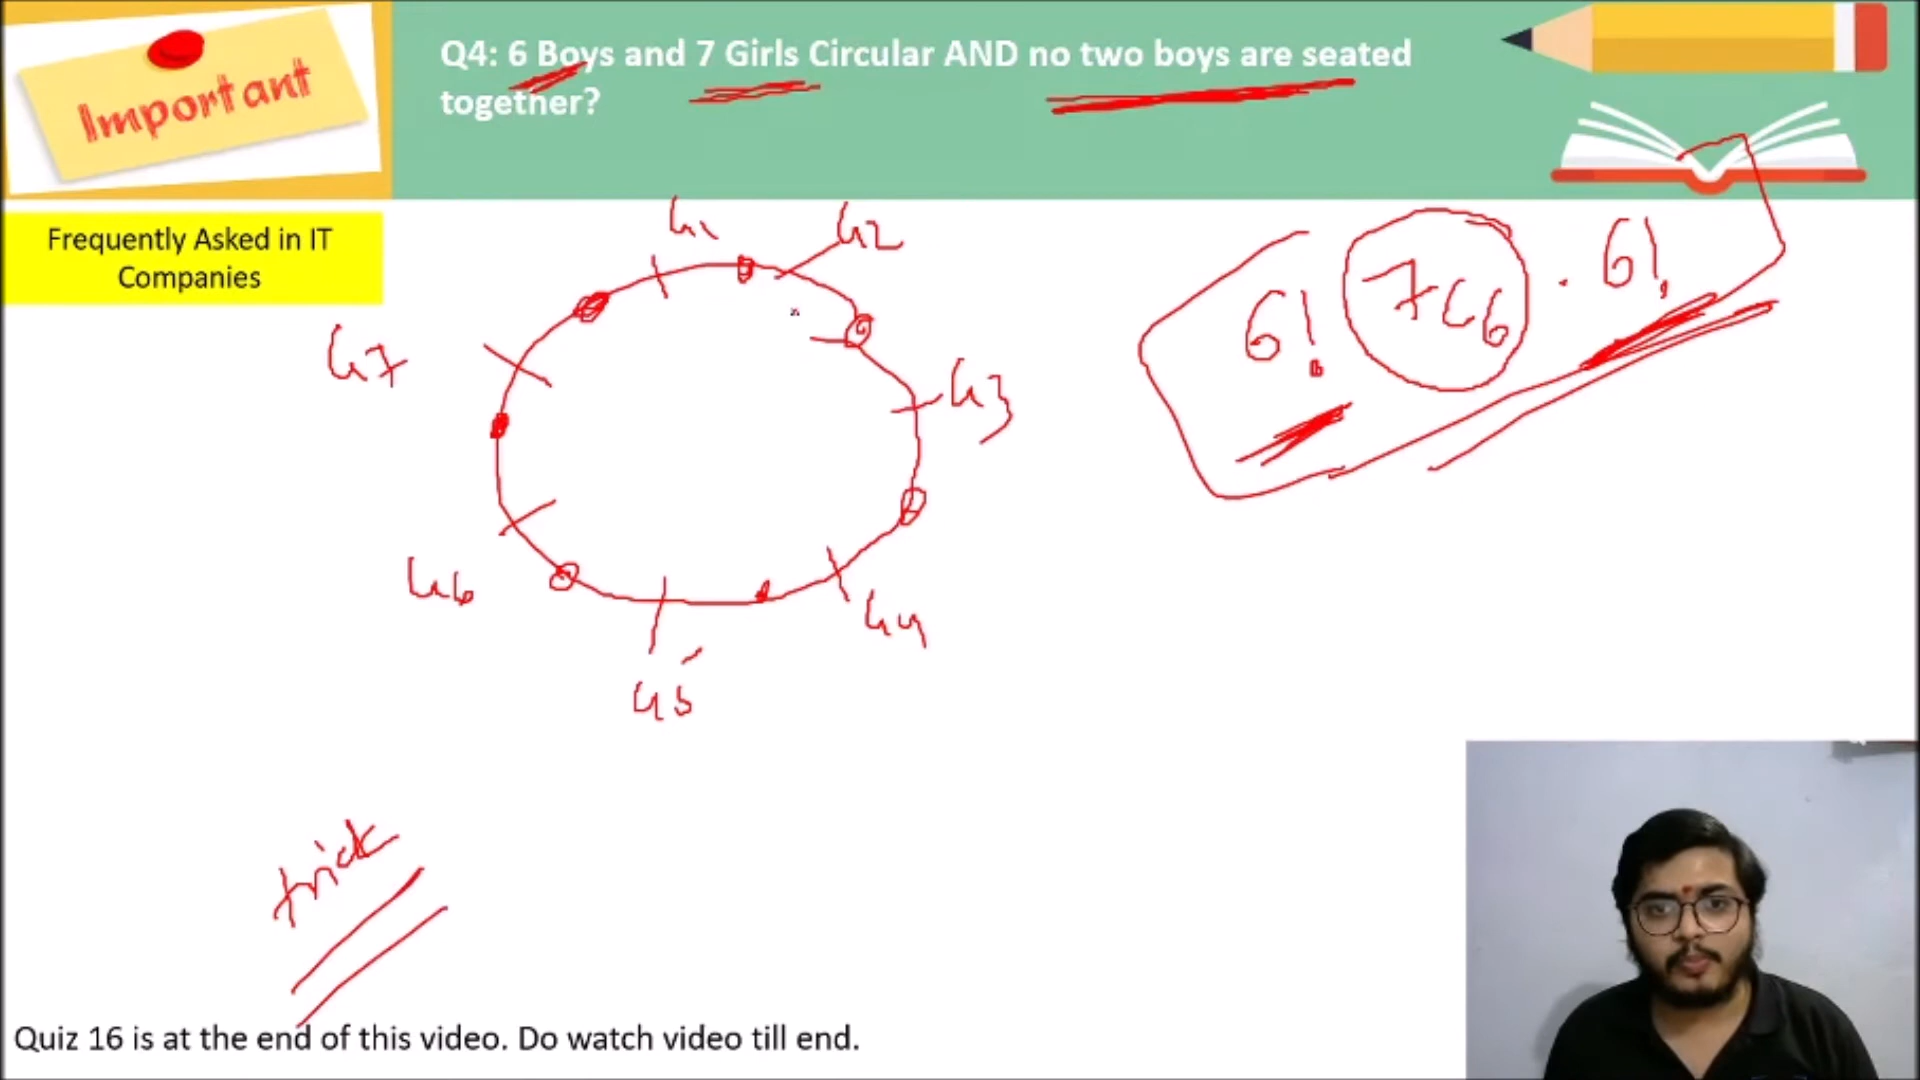 Important
Q4: 6 Boys and 7 Girls Circular AND no two boys are seated
together?
Frequently Asked in IT
Companies
G1
G2
G7
G3
6! 7C6 . 6!
G6
G4
G5
trick
Quiz 16 is at the end of this video. Do watch video till end.